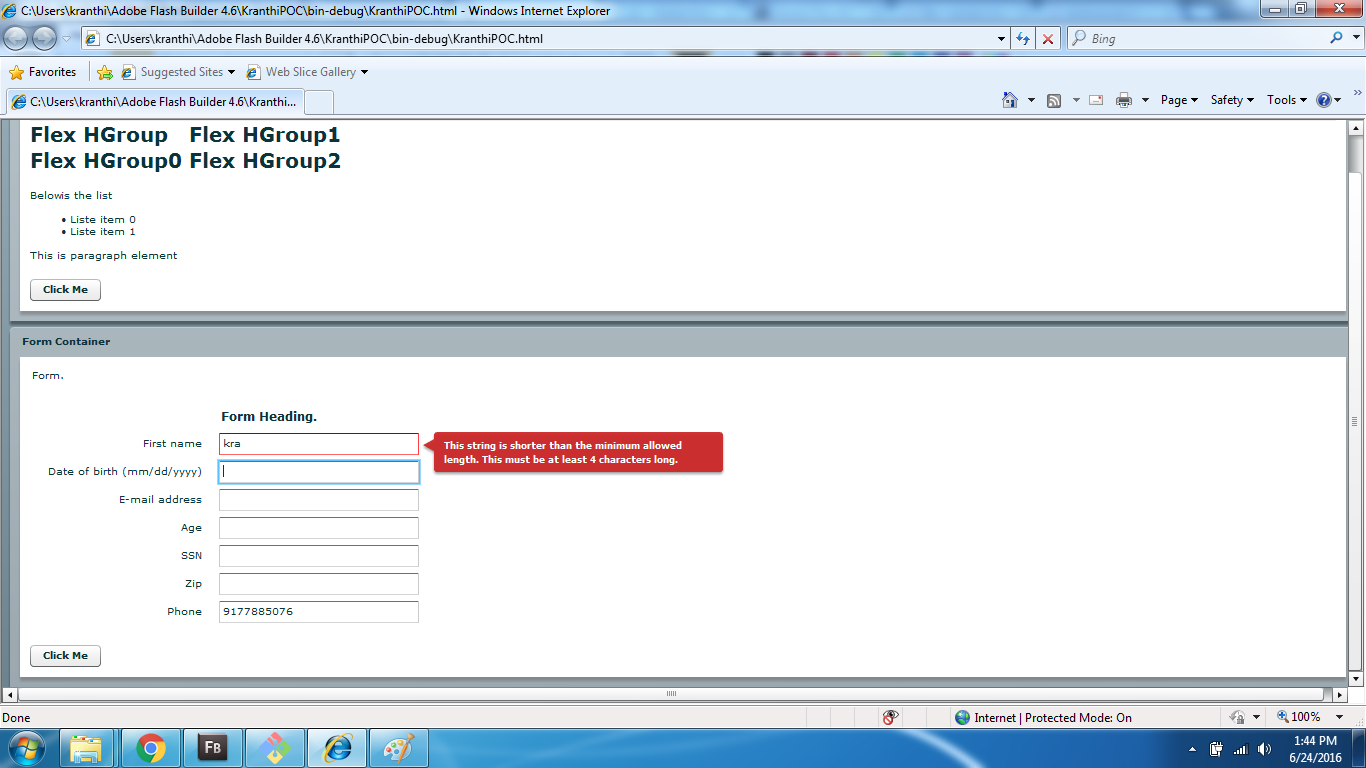 C:\Users\kranthi\Adobe Flash Builder 4.6\KranthiPOC\bin-debug\KranthiPOC.html - Windows Internet Explorer
C:\Users\kranthi\Adobe Flash Builder 4.6\KranthiPOC\bin-debug\KranthiPOC.html
Bing
Favorites
Suggested Sites
Web Slice Gallery
C:\Users\kranthi\Adobe Flash Builder 4.6\Kranthi...
Page
Safety
Tools
Flex HGroup Flex HGroup1
Flex HGroup0 Flex HGroup2
Belowis the list
• Liste item 0
• Liste item 1
This is paragraph element
Click Me
Form Container
Form.
Form Heading.
First name kra
This string is shorter than the minimum allowed
length. This must be at least 4 characters long.
Date of birth (mm/dd/yyyy)
E-mail address
Age
SSN
Zip
Phone 9177885076
Click Me
Done
Internet | Protected Mode: On
100%
FB
1:44 PM
6/24/2016